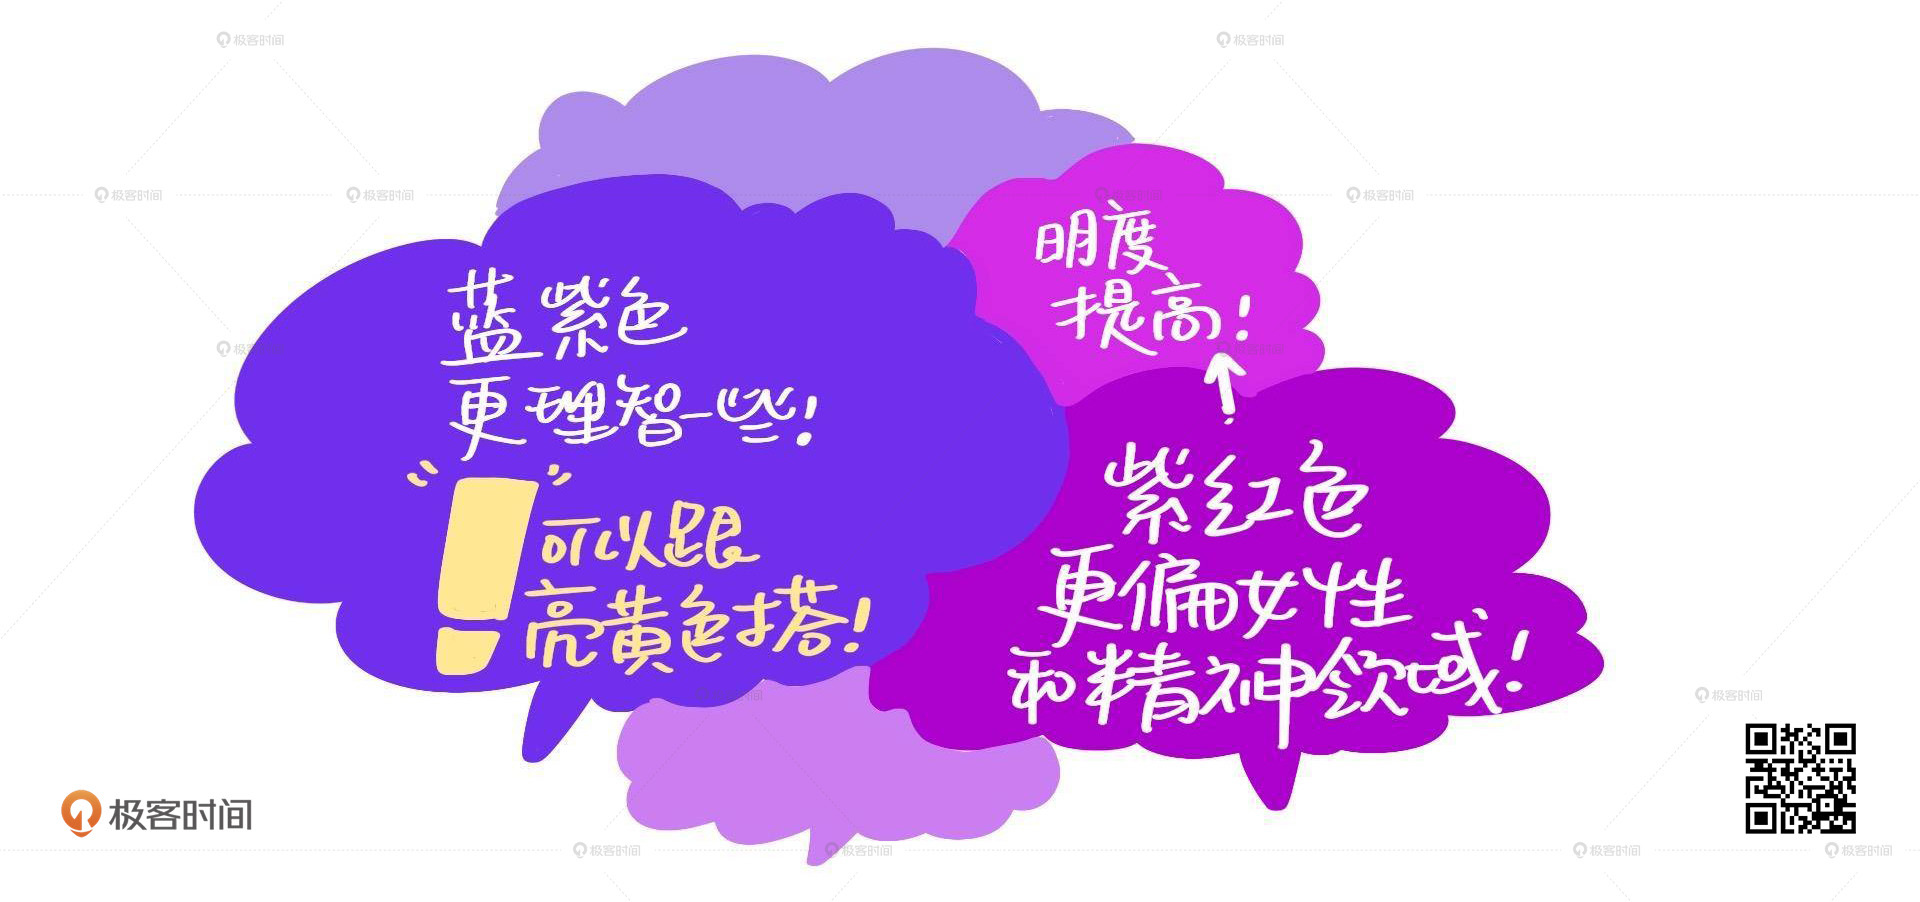 蓝紫色
更理智一些!
可以跟
亮黄色搭!
明度
提高!
紫红色
更偏女性
和精神领域!
极客时间